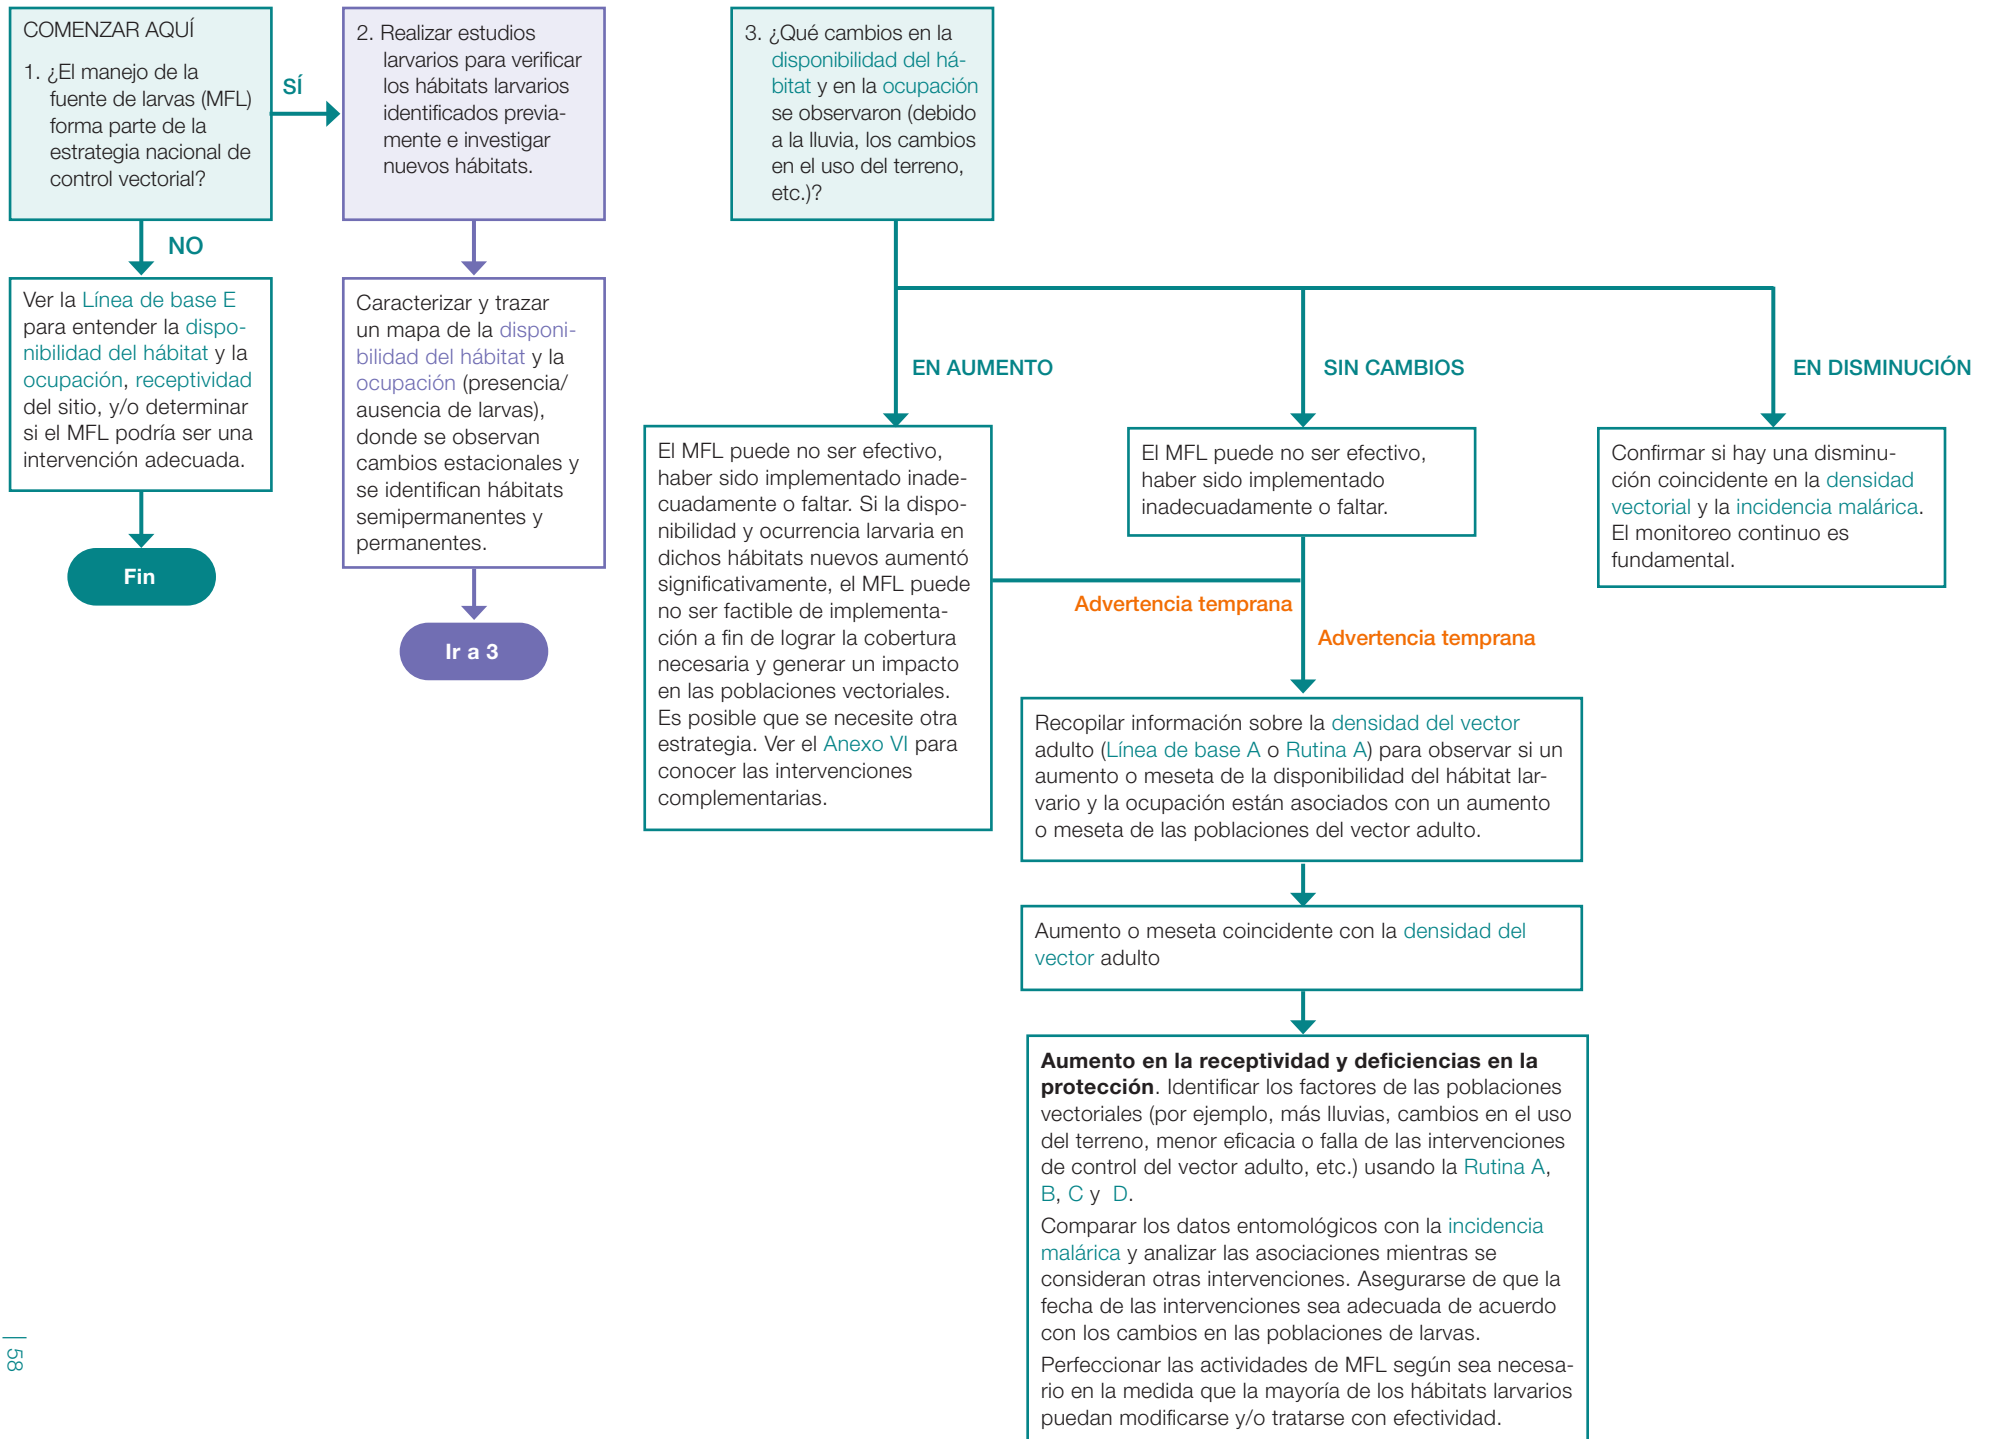 COMENZAR AQUÍ
1. ¿El manejo de la
fuente de larvas (MFL)
forma parte de la
estrategia nacional de
control vectorial?
SÍ
NO
Ver la Línea de base E
para entender la dispo-
nibilidad del hábitat y la
ocupación, receptividad
del sitio, y/o determinar
si el MFL podría ser una
intervención adecuada.
Fin
2. Realizar estudios
larvarios para verificar
los hábitats larvarios
identificados previa-
mente e investigar
nuevos hábitats.
Caracterizar y trazar
un mapa de la disponi-
bilidad del hábitat y la
ocupación (presencia/
ausencia de larvas),
donde se observan
cambios estacionales y
se identifican hábitats
semipermanentes y
permanentes.
Ir a 3
3. ¿Qué cambios en la
disponibilidad del há-
bitat y en la ocupación
se observaron (debido
a la lluvia, los cambios
en el uso del terreno,
etc.)?
EN AUMENTO
SIN CAMBIOS
EN DISMINUCIÓN
El MFL puede no ser efectivo,
haber sido implementado inade-
cuadamente o faltar. Si la dispo-
nibilidad y ocurrencia larvaria en
dichos hábitats nuevos aumentó
significativamente, el MFL puede
no ser factible de implementa-
ción a fin de lograr la cobertura
necesaria y generar un impacto
en las poblaciones vectoriales.
Es posible que se necesite otra
estrategia. Ver el Anexo VI para
conocer las intervenciones
complementarias.
El MFL puede no ser efectivo,
haber sido implementado
inadecuadamente o faltar.
Confirmar si hay una disminu-
ción coincidente en la densidad
vectorial y la incidencia malárica.
El monitoreo continuo es
fundamental.
Advertencia temprana
Advertencia temprana
Recopilar información sobre la densidad del vector
adulto (Línea de base A o Rutina A) para observar si un
aumento o meseta de la disponibilidad del hábitat lar-
vario y la ocupación están asociados con un aumento
o meseta de las poblaciones del vector adulto.
Aumento o meseta coincidente con la densidad del
vector adulto
Aumento en la receptividad y deficiencias en la
protección. Identificar los factores de las poblaciones
vectoriales (por ejemplo, más lluvias, cambios en el uso
del terreno, menor eficacia o falla de las intervenciones
de control del vector adulto, etc.) usando la Rutina A,
B, C y D.
Comparar los datos entomológicos con la incidencia
malárica y analizar las asociaciones mientras se
consideran otras intervenciones. Asegurarse de que la
fecha de las intervenciones sea adecuada de acuerdo
con los cambios en las poblaciones de larvas.
Perfeccionar las actividades de MFL según sea necesa-
rio en la medida que la mayoría de los hábitats larvarios
puedan modificarse y/o tratarse con efectividad.
| 58